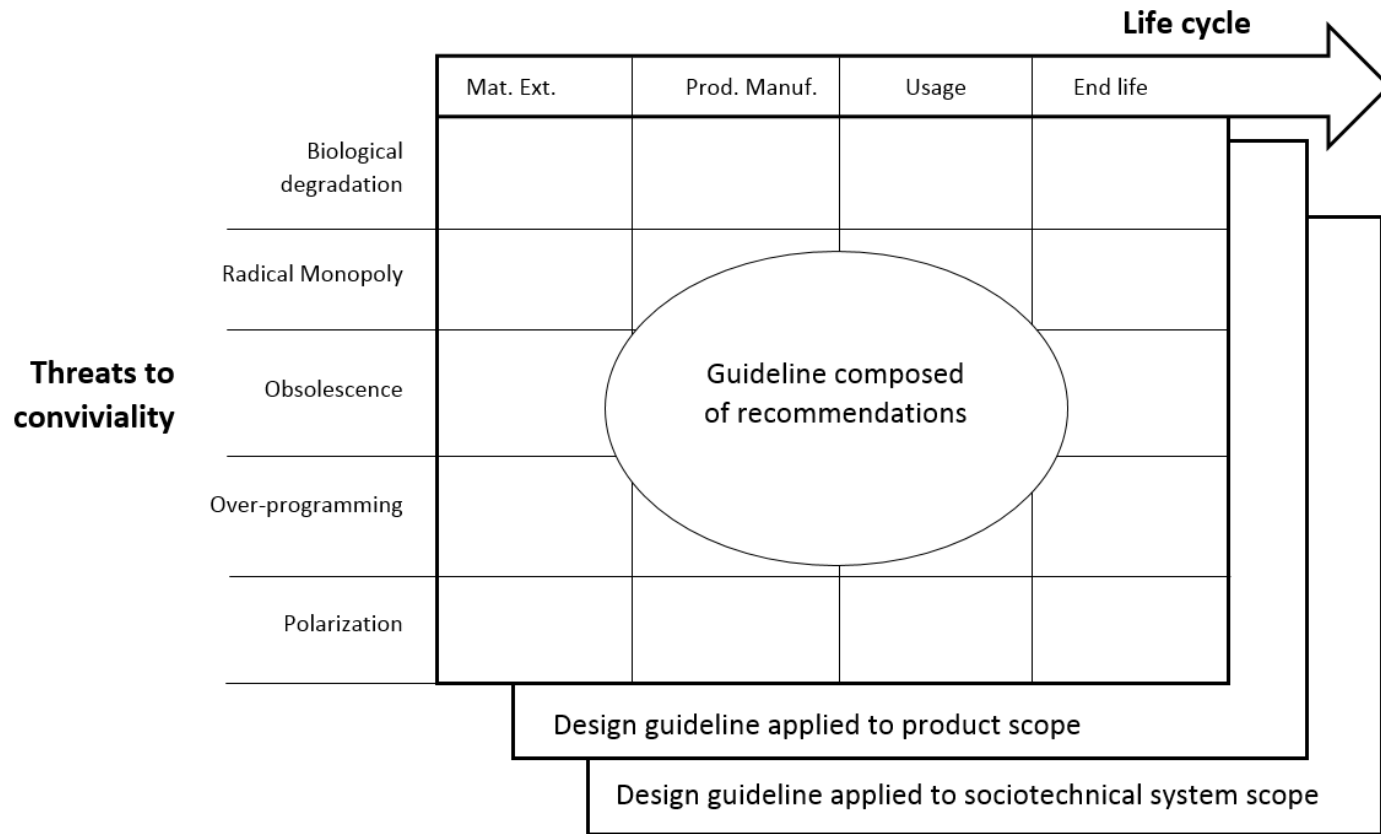 Life cycle
Mat. Ext.
Prod. Manuf.
Usage
End life
Biological
degradation
Radical Monopoly
Threats to
conviviality
Obsolescence
Guideline composed
of recommendations
Over-programming
Polarization
Design guideline applied to product scope
Design guideline applied to sociotechnical system scope